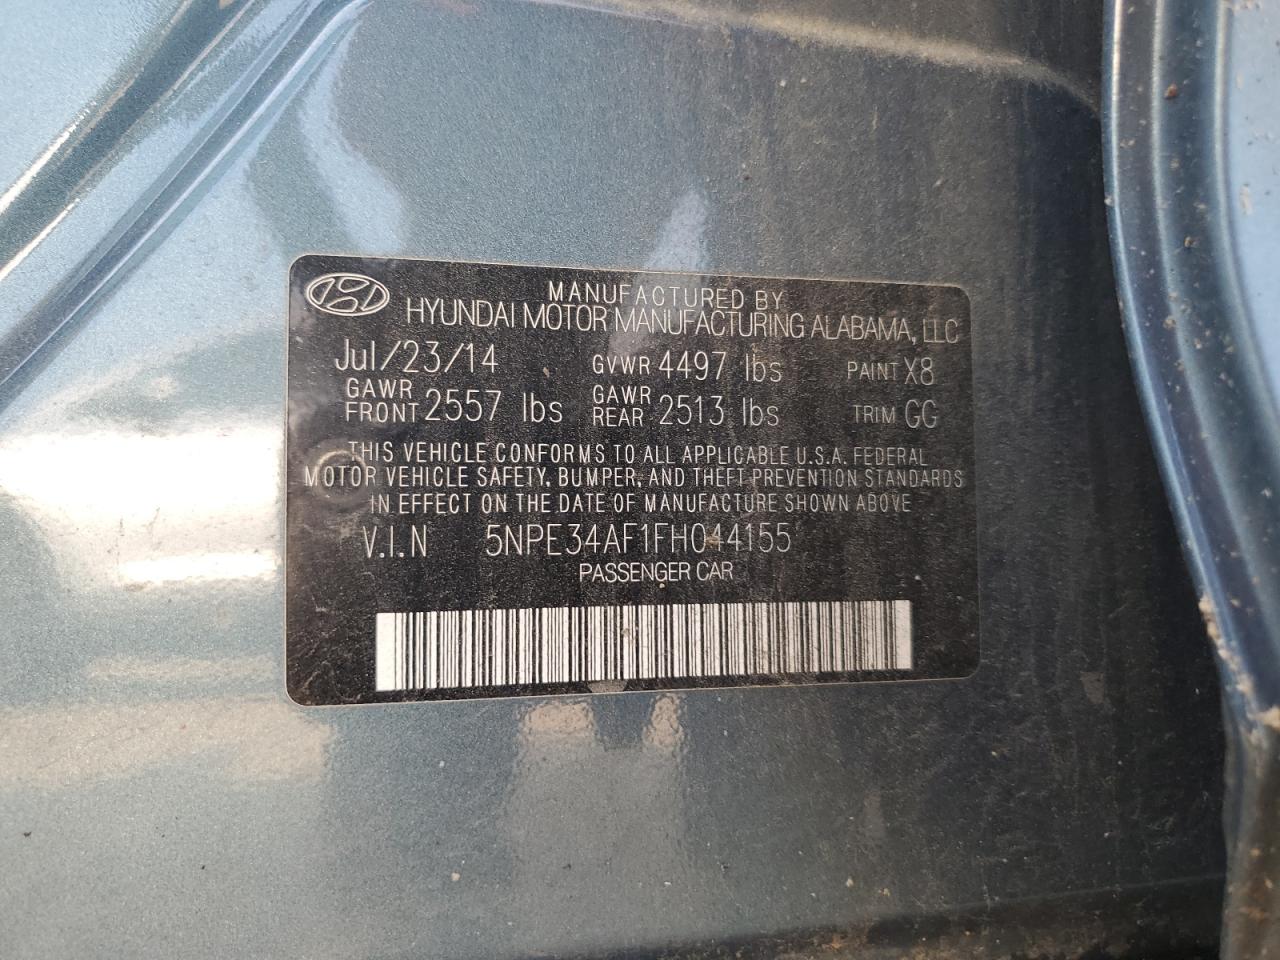 MANUFACTURED BY
HYUNDAI MOTOR MANUFACTURING ALABAMA, LLC
Jul/23/14 GVWR 4497 lbs PAINT X8
GAWR FRONT 2557 lbs GAWR REAR 2513 lbs TRIM GG
THIS VEHICLE CONFORMS TO ALL APPLICABLE U.S.A. FEDERAL
MOTOR VEHICLE SAFETY, BUMPER, AND THEFT PREVENTION STANDARDS
IN EFFECT ON THE DATE OF MANUFACTURE SHOWN ABOVE
V.I.N 5NPE34AF1FH044155
PASSENGER CAR